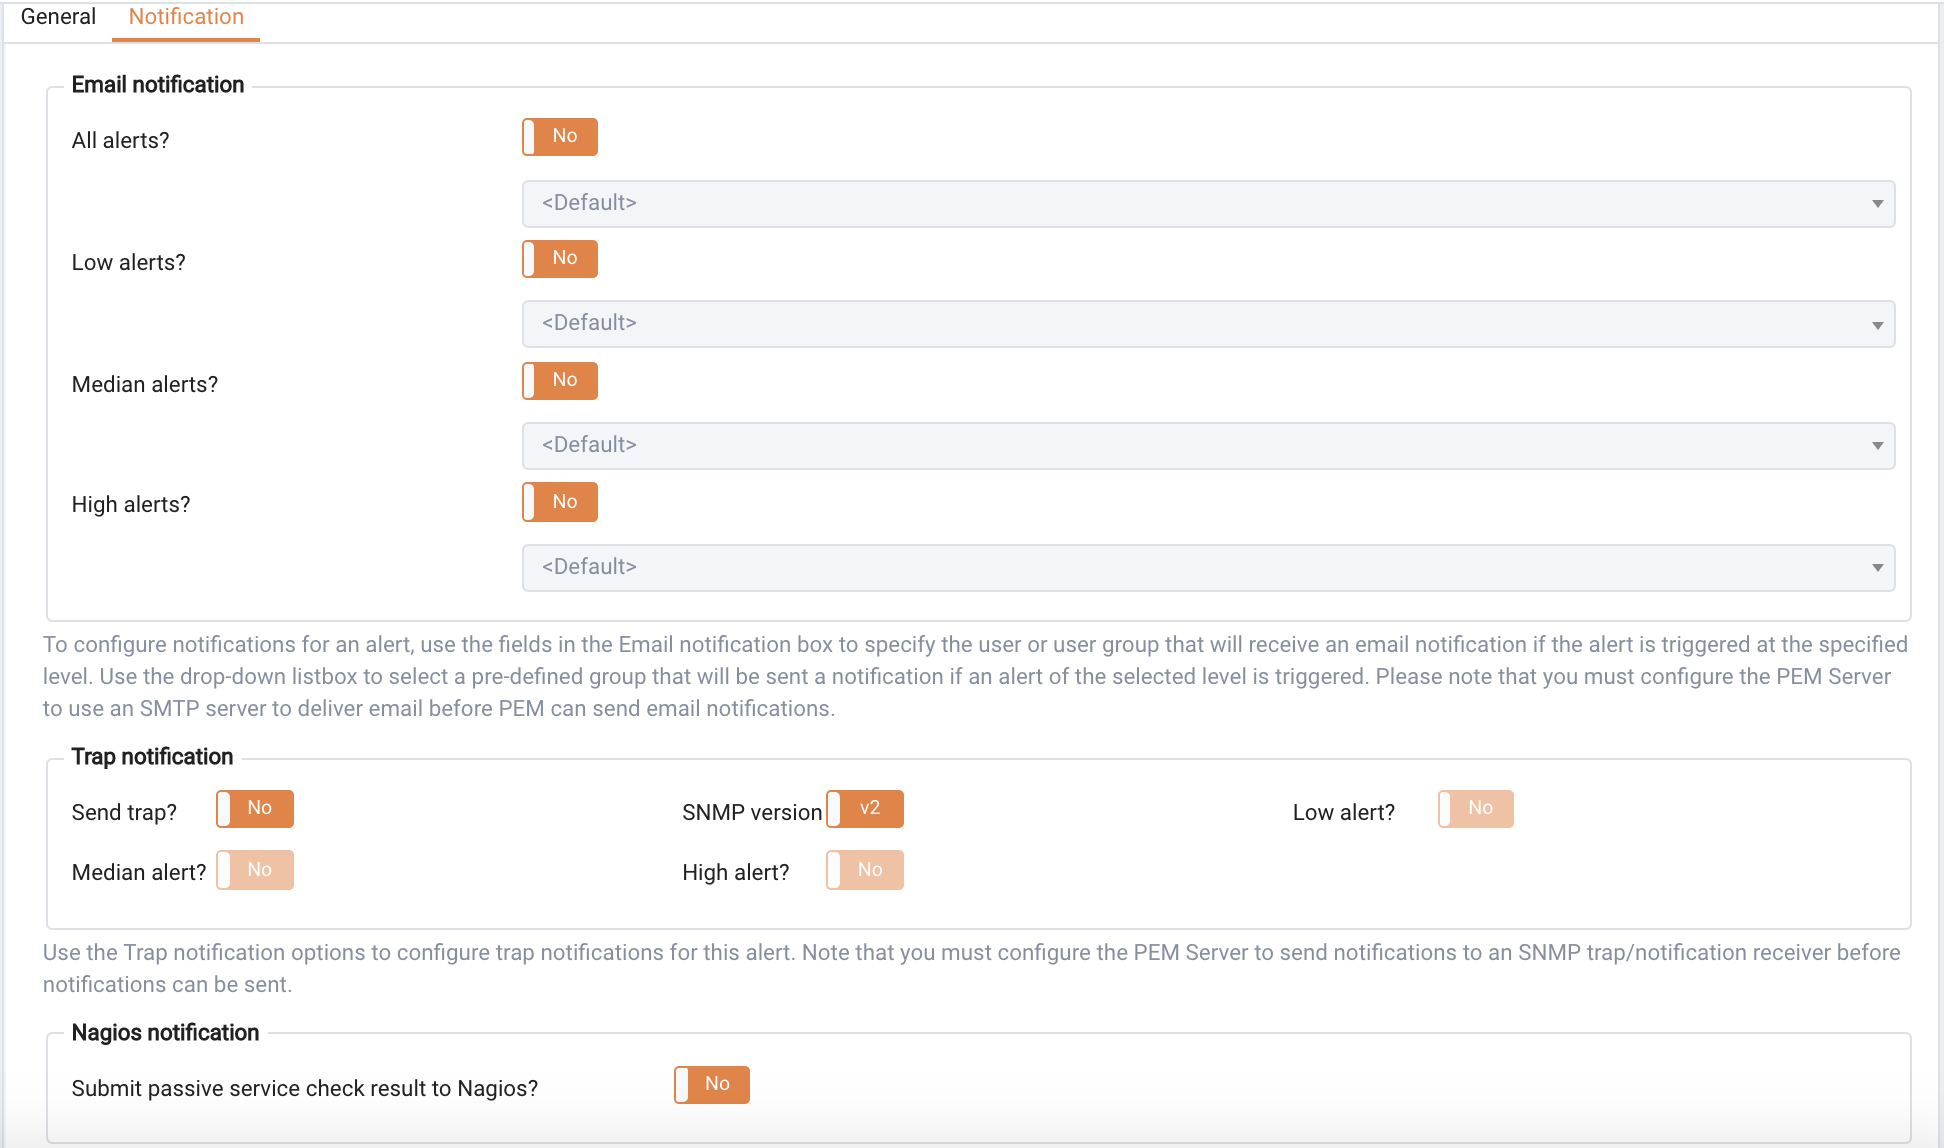 General Notification
Email notification
All alerts? No
<Default>
Low alerts? No
<Default>
Median alerts? No
<Default>
High alerts? No
<Default>
To configure notifications for an alert, use the fields in the Email notification box to specify the user or user group that will receive an email notification if the alert is triggered at the specified
level. Use the drop-down listbox to select a pre-defined group that will be sent a notification if an alert of the selected level is triggered. Please note that you must configure the PEM Server
to use an SMTP server to deliver email before PEM can send email notifications.
Trap notification
Send trap? No SNMP version v2 Low alert? No
Median alert? No High alert? No
Use the Trap notification options to configure trap notifications for this alert. Note that you must configure the PEM Server to send notifications to an SNMP trap/notification receiver before
notifications can be sent.
Nagios notification
Submit passive service check result to Nagios? No